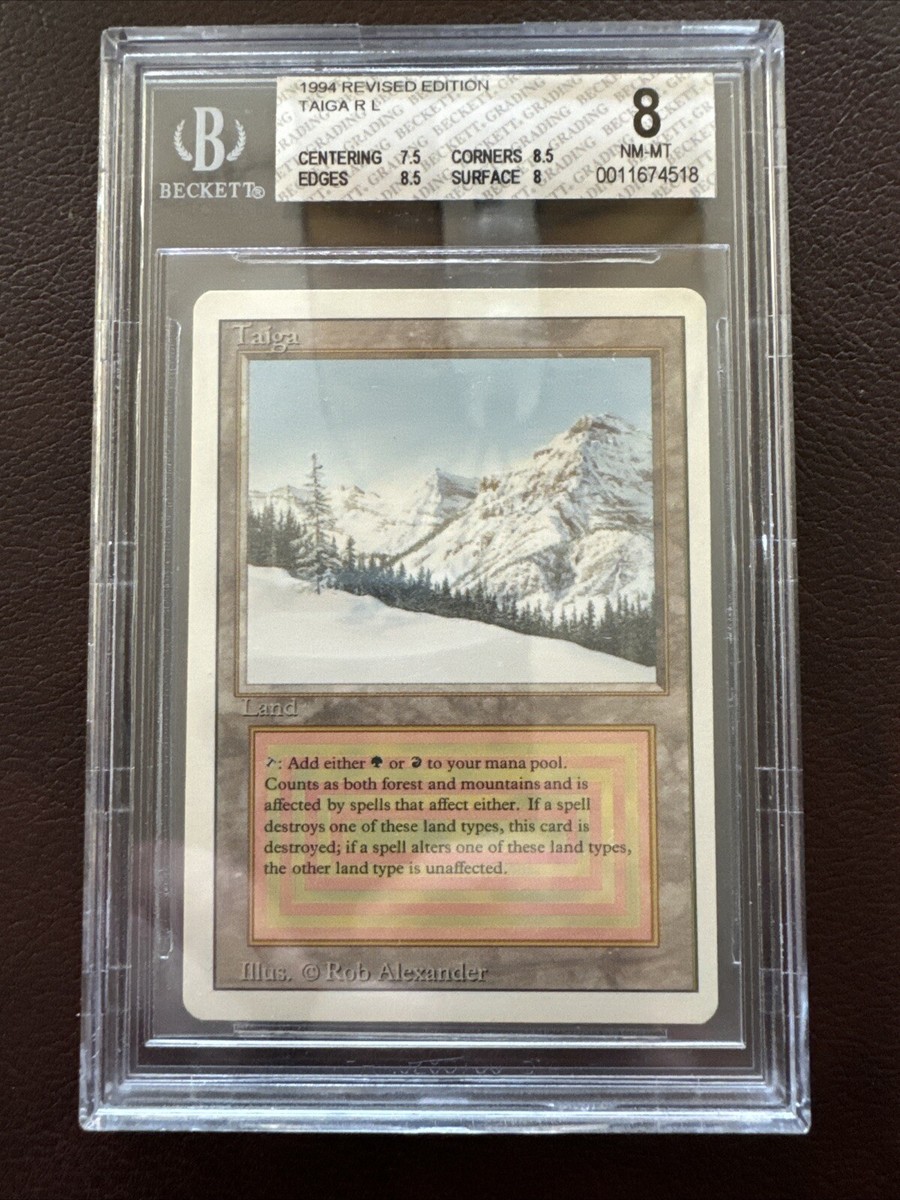 1994 REVISED EDITION
TAIGA R L
8
NM-MT
CENTERING 7.5 CORNERS 8.5
EDGES 8.5 SURFACE 8
0011674518
B
BECKETT®
Taiga
Land
: Add either or to your mana pool.
Counts as both forest and mountains and is
affected by spells that affect either. If a spell
destroys one of these land types, this card is
destroyed; if a spell alters one of these land types,
the other land type is unaffected.
Illus. © Rob Alexander